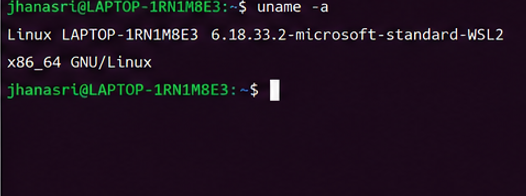 jhanasri@LAPTOP-1RN1M8E3:~$ uname -a
Linux LAPTOP-1RN1M8E3 6.18.33.2-microsoft-standard-WSL2
x86_64 GNU/Linux
jhanasri@LAPTOP-1RN1M8E3:~$